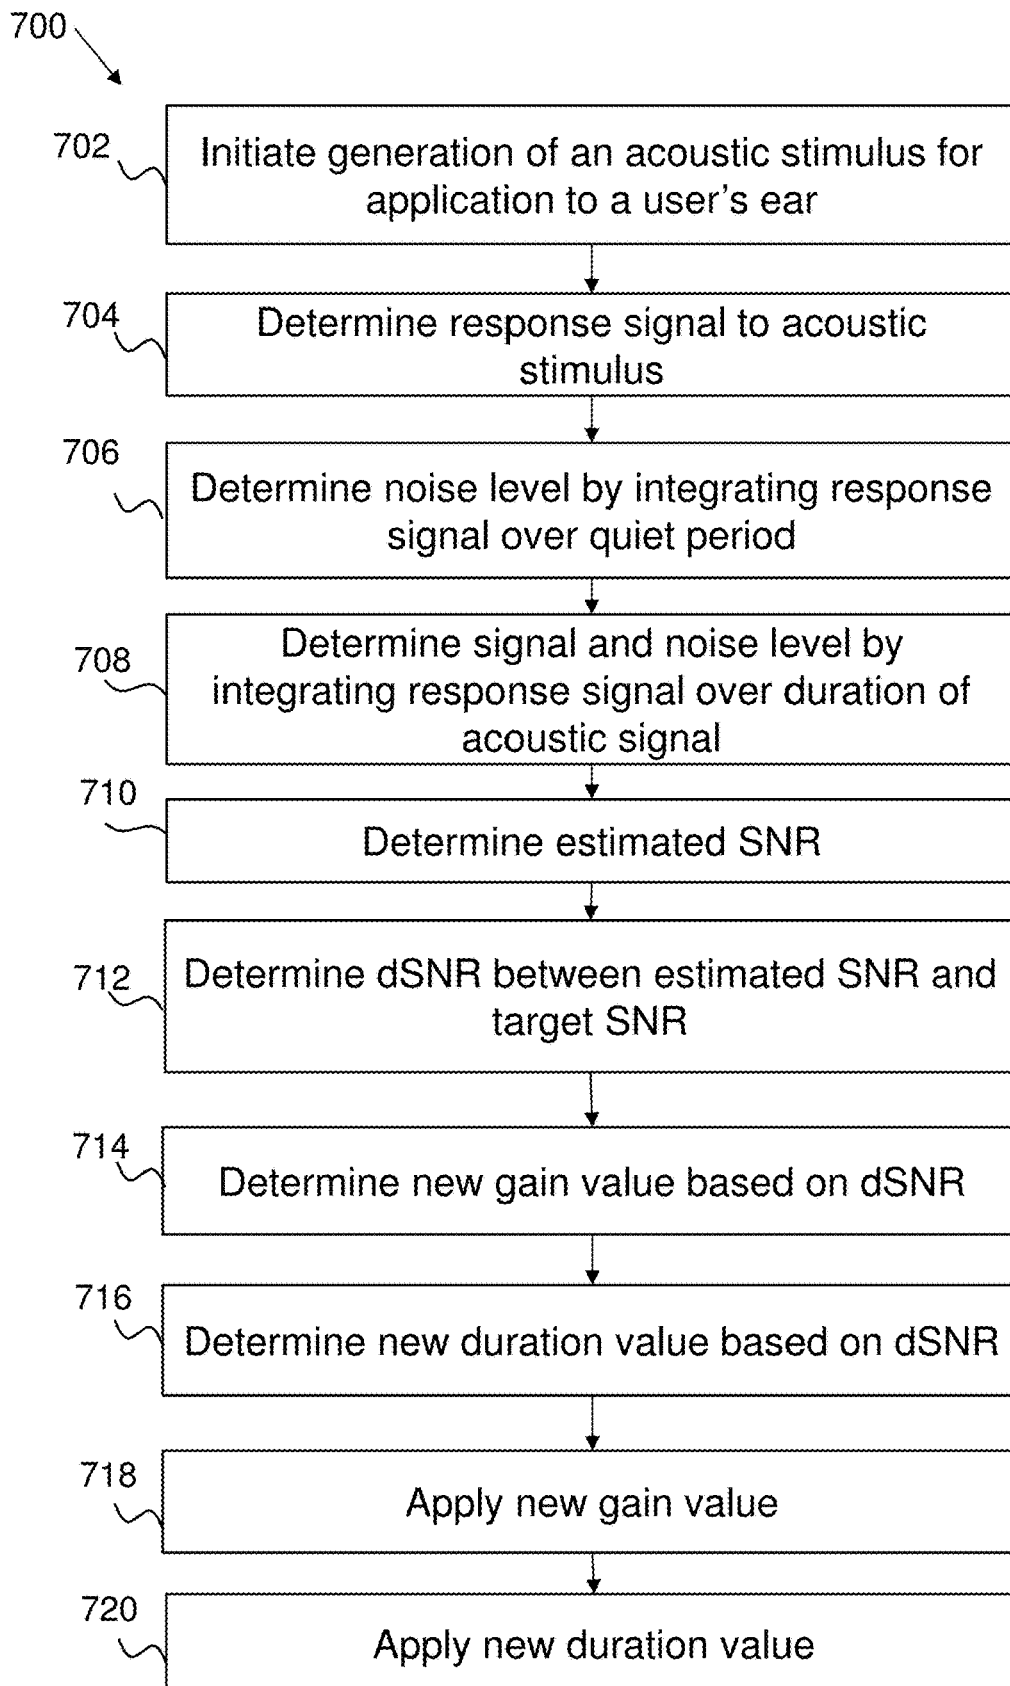 700
702
Initiate generation of an acoustic stimulus for
application to a user's ear
704
Determine response signal to acoustic
stimulus
706
Determine noise level by integrating response
signal over quiet period
708
Determine signal and noise level by
integrating response signal over duration of
acoustic signal
710
Determine estimated SNR
712
Determine dSNR between estimated SNR and
target SNR
714
Determine new gain value based on dSNR
716
Determine new duration value based on dSNR
718
Apply new gain value
720
Apply new duration value